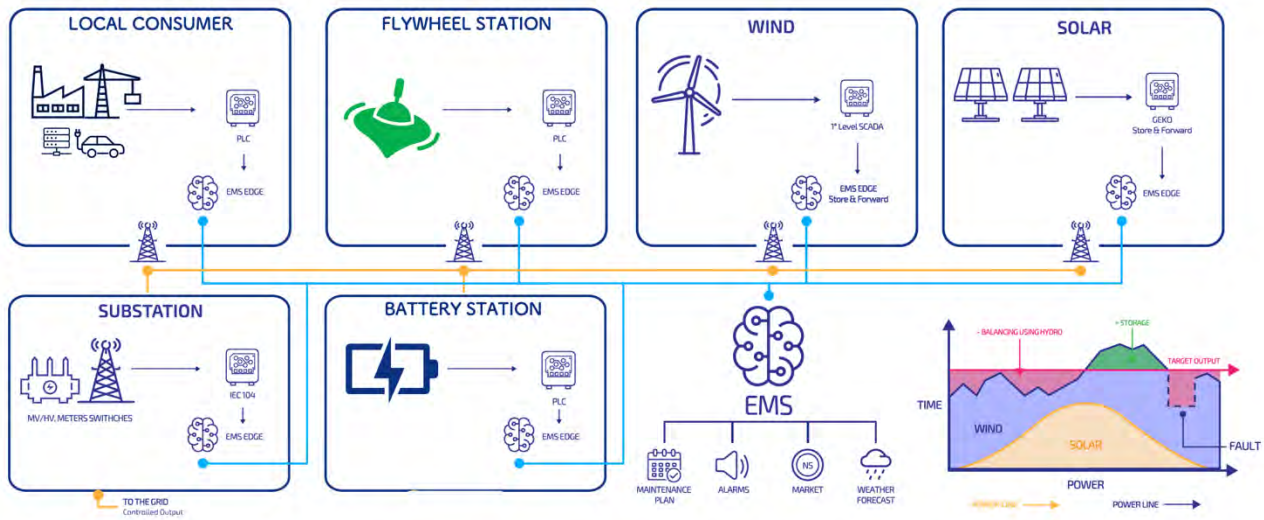 LOCAL CONSUMER
PLC
EMS EDGE
FLYWHEEL STATION
PLC
EMS EDGE
WIND
1° Level SCADA
EMS EDGE
Store & Forward
SOLAR
GEKO
Store & Forward
EMS EDGE
SUBSTATION
IEC 104
MV/HV, METERS SWITHCHES
EMS EDGE
TO THE GRID
Controlled Output
BATTERY STATION
PLC
EMS EDGE
EMS
MAINTENANCE
PLAN
ALARMS
NS
MARKET
WEATHER
FORECAST
- BALANCING USING HYDRO
+ STORAGE
TARGET OUTPUT
TIME
WIND
SOLAR
FAULT
POWER
POWER LINE
POWER LINE